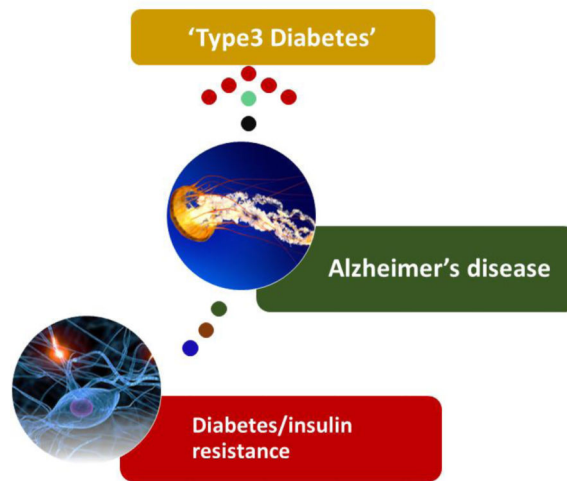 ‘Type3 Diabetes’
Alzheimer’s disease
Diabetes/insulin
resistance